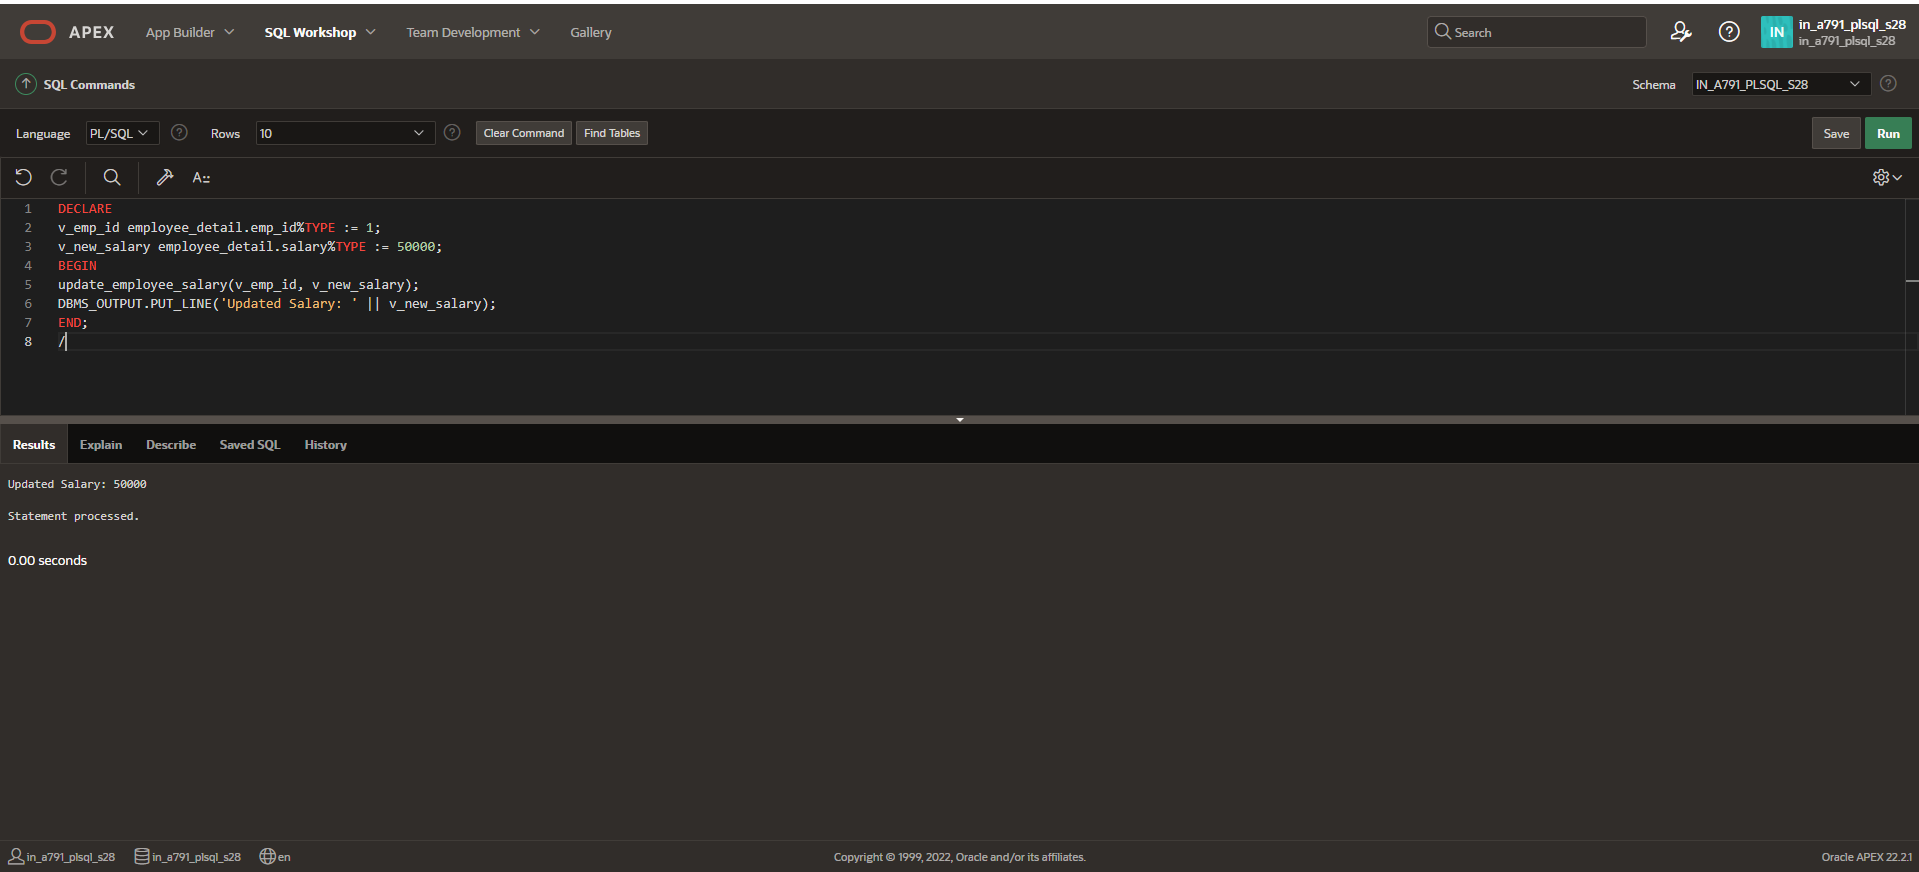 APEX App Builder SQL Workshop Team Development Gallery Search IN in_a791_plsql_s28
in_a791_plsql_s28
SQL Commands Schema IN_A791_PLSQL_S28
Language PL/SQL Rows 10 Clear Command Find Tables Save Run
A
1 DECLARE
2 v_emp_id employee_detail.emp_id%TYPE := 1;
3 v_new_salary employee_detail.salary%TYPE := 50000;
4 BEGIN
5 update_employee_salary(v_emp_id, v_new_salary);
6 DBMS_OUTPUT.PUT_LINE('Updated Salary: ' || v_new_salary);
7 END;
8 /
Results Explain Describe Saved SQL History
Updated Salary: 50000
Statement processed.
0.00 seconds
in_a791_plsql_s28 in_a791_plsql_s28 en Copyright © 1999, 2022, Oracle and/or its affiliates. Oracle APEX 22.2.1